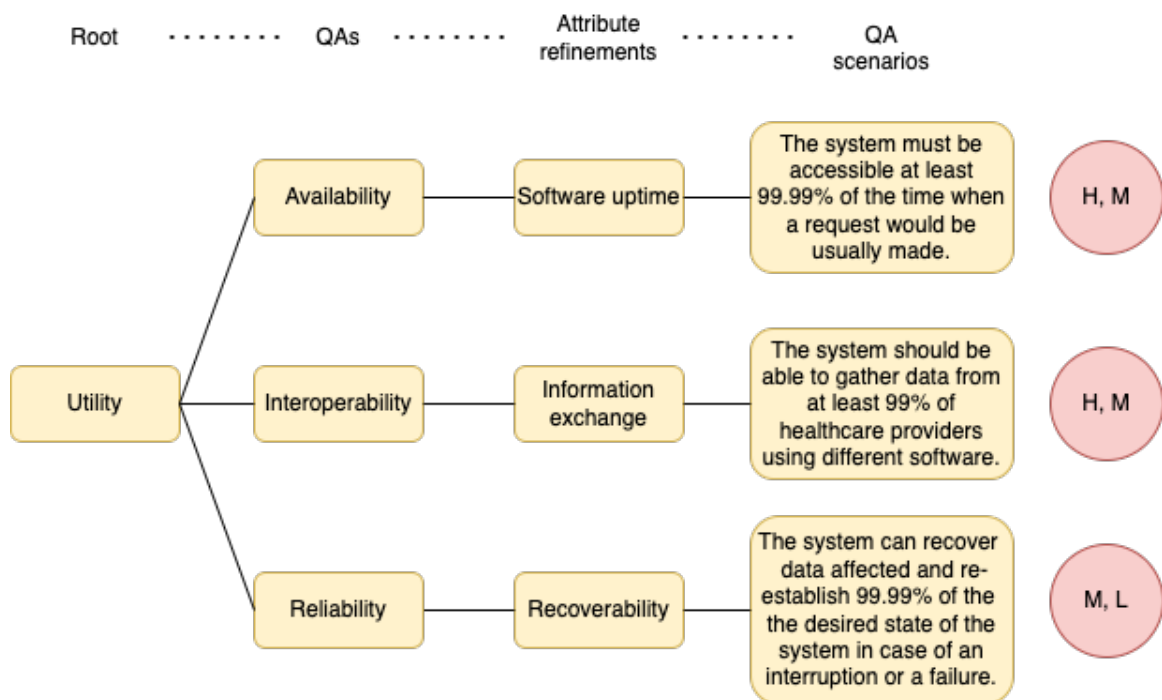 Root
QAs
Attribute
refinements
QA
scenarios
Availability
Software uptime
The system must be
accessible at least
99.99% of the time when
a request would be
usually made.
H, M
Utility
Interoperability
Information
exchange
The system should be
able to gather data from
at least 99% of
healthcare providers
using different software.
H, M
Reliability
Recoverability
The system can recover
data affected and re-
establish 99.99% of the
the desired state of the
system in case of an
interruption or a failure.
M, L